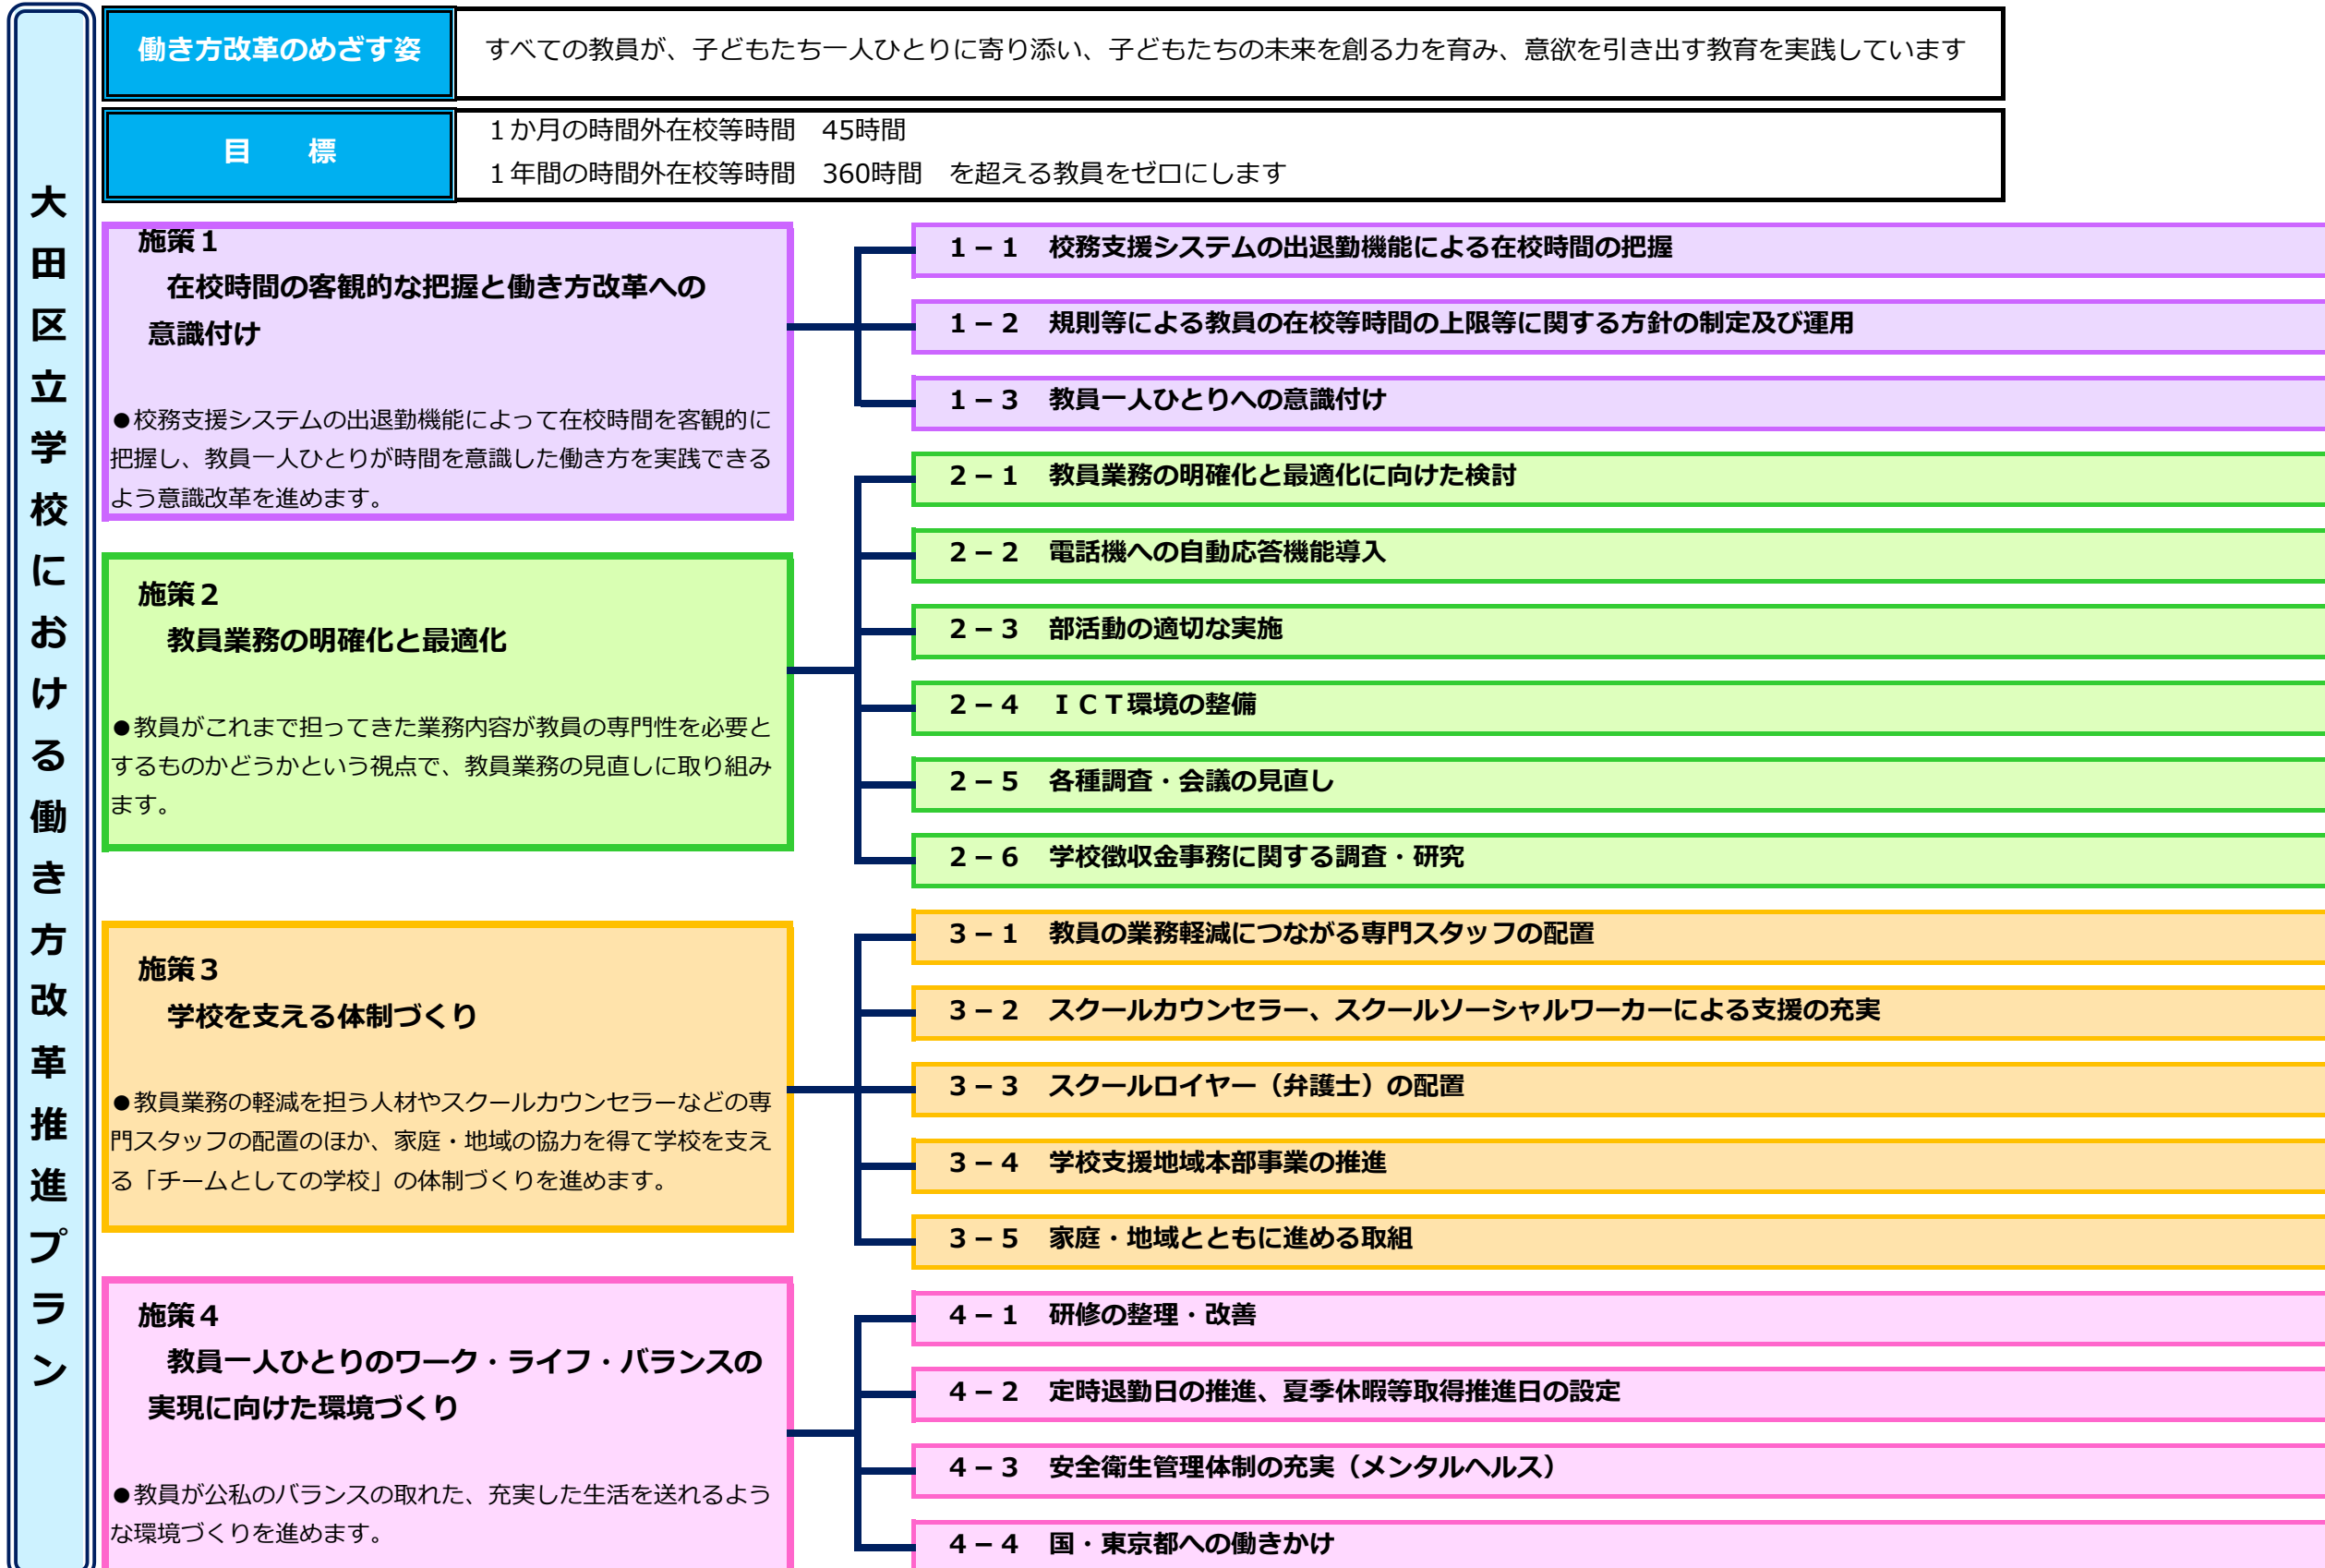 大田区立学校における働き方改革推進プラン
働き方改革のめざす姿
すべての教員が、子どもたち一人ひとりに寄り添い、子どもたちの未来を創る力を育み、意欲を引き出す教育を実践しています
目　　標
１か月の時間外在校等時間　45時間
１年間の時間外在校等時間　360時間　を超える教員をゼロにします
施策１
在校時間の客観的な把握と働き方改革への
意識付け
●校務支援システムの出退勤機能によって在校時間を客観的に
把握し、教員一人ひとりが時間を意識した働き方を実践できる
よう意識改革を進めます。
１－１　校務支援システムの出退勤機能による在校時間の把握
１－２　規則等による教員の在校等時間の上限等に関する方針の制定及び運用
１－３　教員一人ひとりへの意識付け
施策２
教員業務の明確化と最適化
●教員がこれまで担ってきた業務内容が教員の専門性を必要と
するものかどうかという視点で、教員業務の見直しに取り組み
ます。
２－１　教員業務の明確化と最適化に向けた検討
２－２　電話機への自動応答機能導入
２－３　部活動の適切な実施
２－４　ＩＣＴ環境の整備
２－５　各種調査・会議の見直し
２－６　学校徴収金事務に関する調査・研究
施策３
学校を支える体制づくり
●教員業務の軽減を担う人材やスクールカウンセラーなどの専
門スタッフの配置のほか、家庭・地域の協力を得て学校を支え
る「チームとしての学校」の体制づくりを進めます。
３－１　教員の業務軽減につながる専門スタッフの配置
３－２　スクールカウンセラー、スクールソーシャルワーカーによる支援の充実
３－３　スクールロイヤー（弁護士）の配置
３－４　学校支援地域本部事業の推進
３－５　家庭・地域とともに進める取組
施策４
教員一人ひとりのワーク・ライフ・バランスの
実現に向けた環境づくり
●教員が公私のバランスの取れた、充実した生活を送れるよう
な環境づくりを進めます。
４－１　研修の整理・改善
４－２　定時退勤日の推進、夏季休暇等取得推進日の設定
４－３　安全衛生管理体制の充実（メンタルヘルス）
４－４　国・東京都への働きかけ